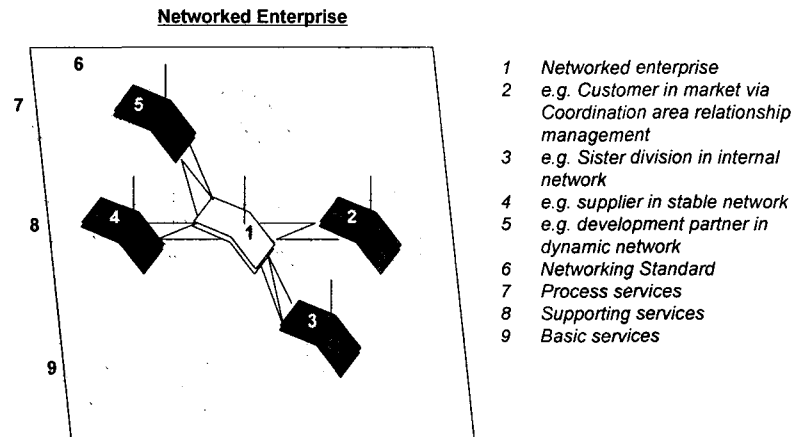 Networked Enterprise
6
7
5
4
8
1
2
3
9
1 Networked enterprise
2 e.g. Customer in market via
Coordination area relationship
management
3 e.g. Sister division in internal
network
4 e.g. supplier in stable network
5 e.g. development partner in
dynamic network
6 Networking Standard
7 Process services
8 Supporting services
9 Basic services